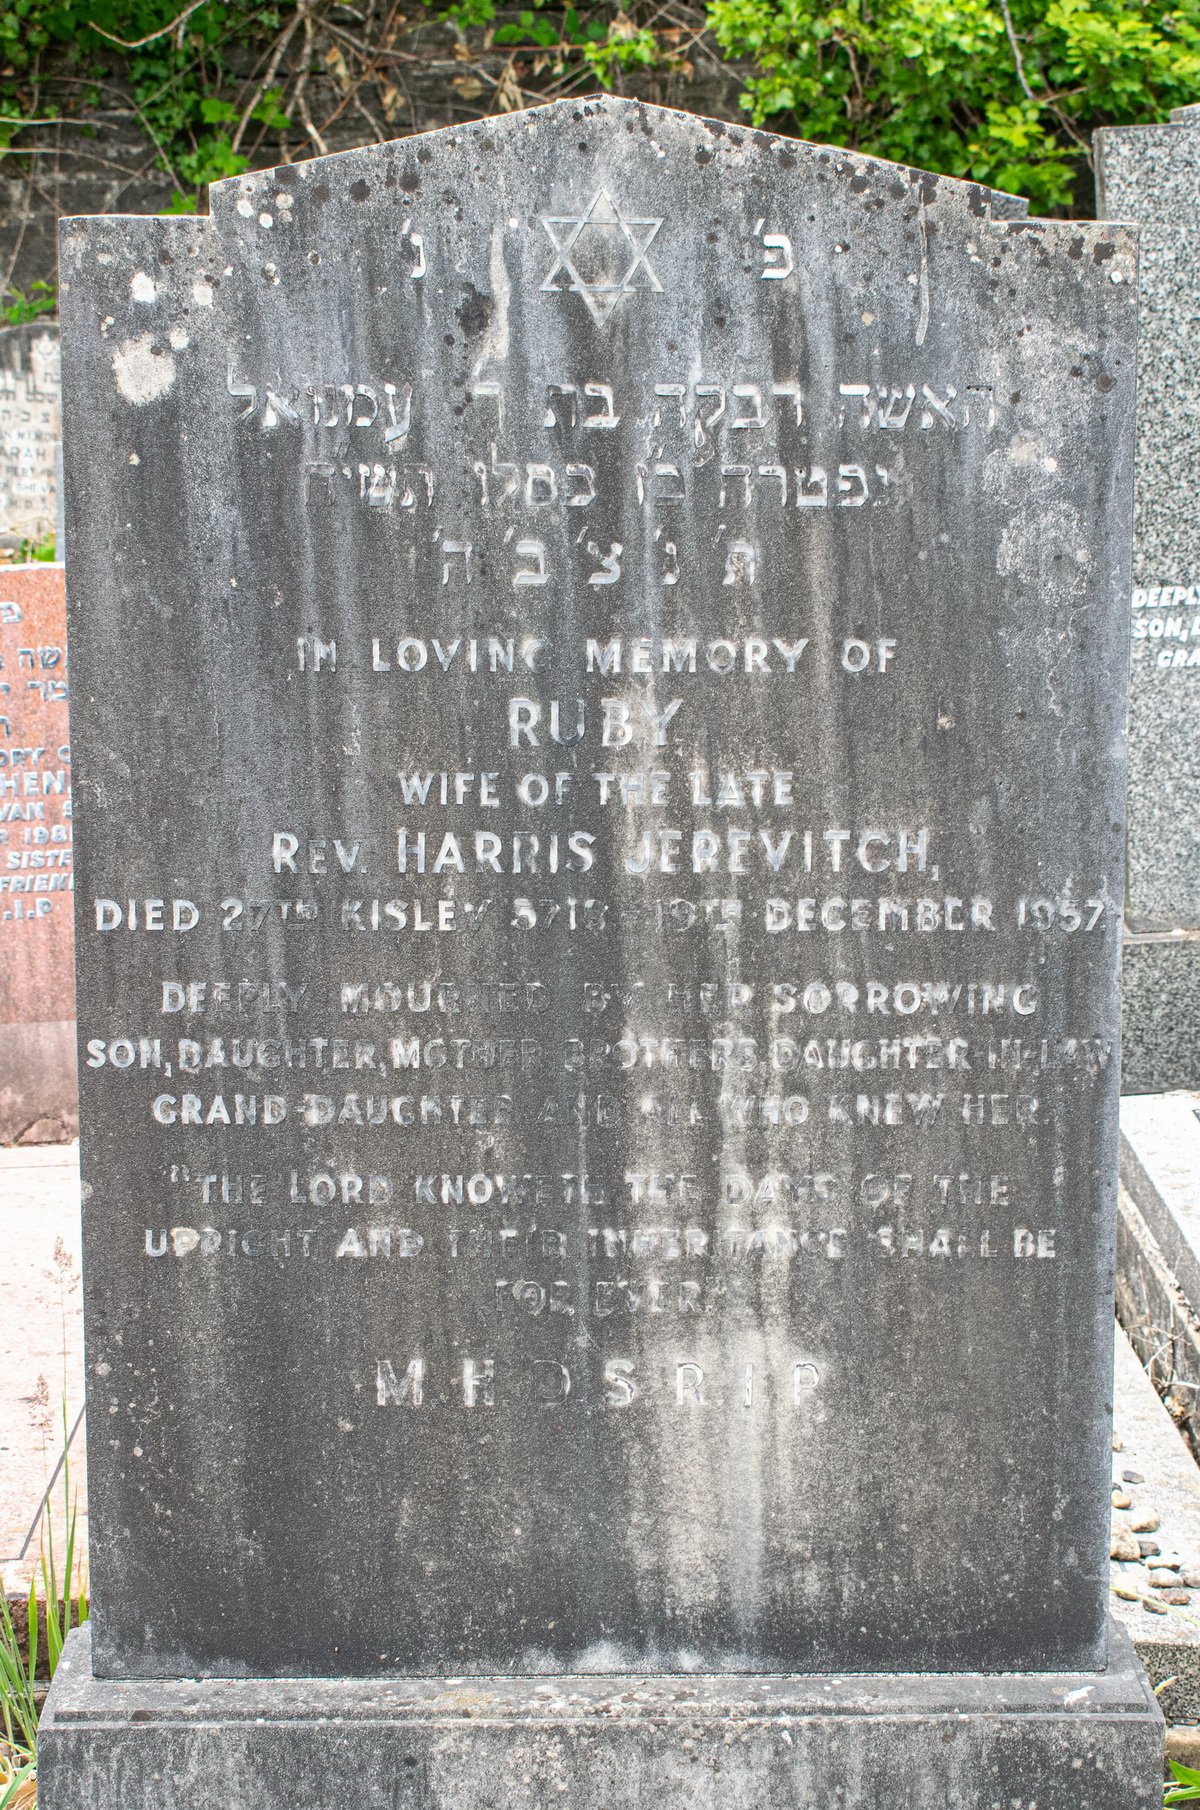 פ' נ'
האשה רבקה בת ר' עמנואל
נפטרה כ"ז כסלו תשי"ח
ת' נ' צ' ב' ה'
IN LOVING MEMORY OF
RUBY,
WIFE OF THE LATE
REV. HARRIS JEREVITCH,
DIED 27TH KISLEV 5718 - 19TH DECEMBER 1957.
DEEPLY MOURNED BY HER SORROWING
SON, DAUGHTER, MOTHER, BROTHERS, DAUGHTER-IN-LAW
GRAND-DAUGHTER AND ALL WHO KNEW HER.
"THE LORD KNOWETH THE DAYS OF THE
UPRIGHT AND THEIR INHERITANCE SHALL BE
FOR EVER."
M.H.D.S.R.I.P.
DEEPLY
SON,
GRA